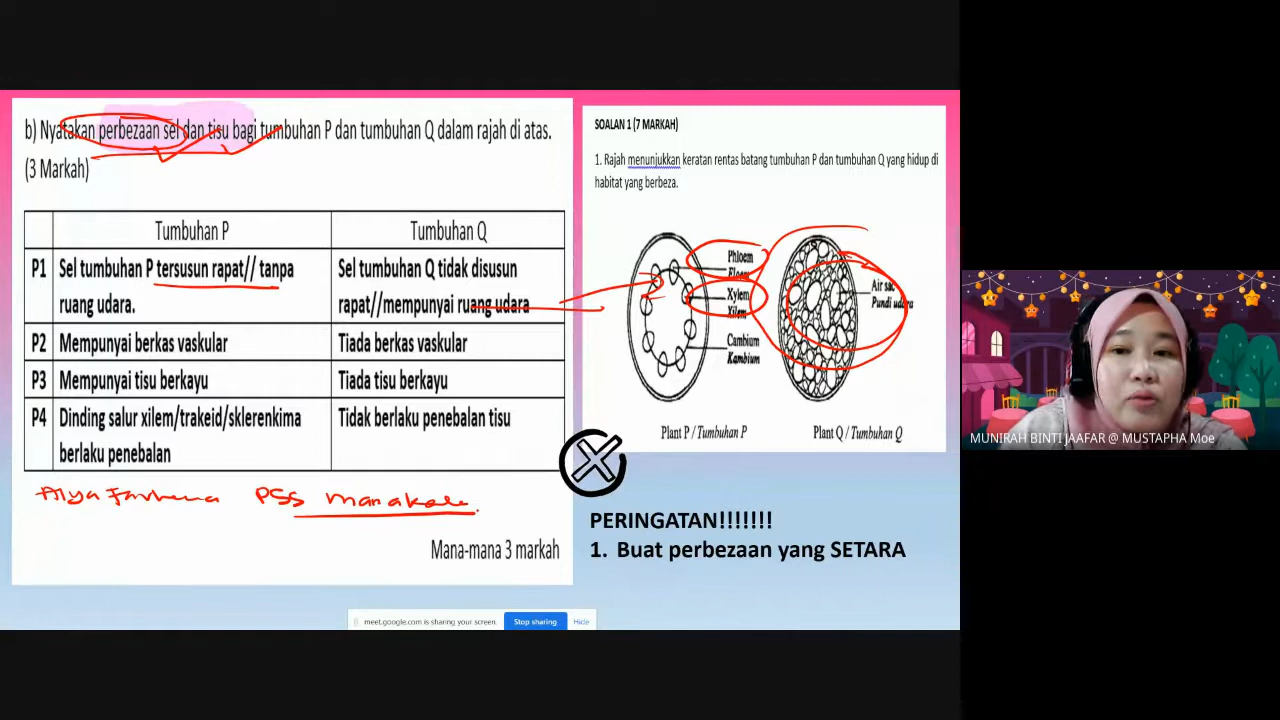 b) Nyatakan perbezaan sel dan tisu bagi tumbuhan P dan tumbuhan Q dalam rajah di atas.
(3 Markah)
Tumbuhan P
Tumbuhan Q
P1
Sel tumbuhan P tersusun rapat// tanpa
ruang udara.
Sel tumbuhan Q tidak disusun
rapat//mempunyai ruang udara
P2
Mempunyai berkas vaskular
Tiada berkas vaskular
P3
Mempunyai tisu berkayu
Tiada tisu berkayu
P4
Dinding salur xilem/trakeid/sklerenkima
berlaku penebalan
Tidak berlaku penebalan tisu
PSS manakala
Mana-mana 3 markah
SOALAN 1 (7 MARKAH)
1. Rajah menunjukkan keratan rentas batang tumbuhan P dan tumbuhan Q yang hidup di
habitat yang berbeza.
Phloem
Floem
Xylem
Xilem
Cambium
Kambium
Air sac
Pundi udara
Plant P / Tumbuhan P
Plant Q / Tumbuhan Q
PERINGATAN!!!!!!!
1. Buat perbezaan yang SETARA
meet.google.com is sharing your screen.
Stop sharing
Hide
MUNIRAH BINTI JAAFAR @ MUSTAPHA Moe